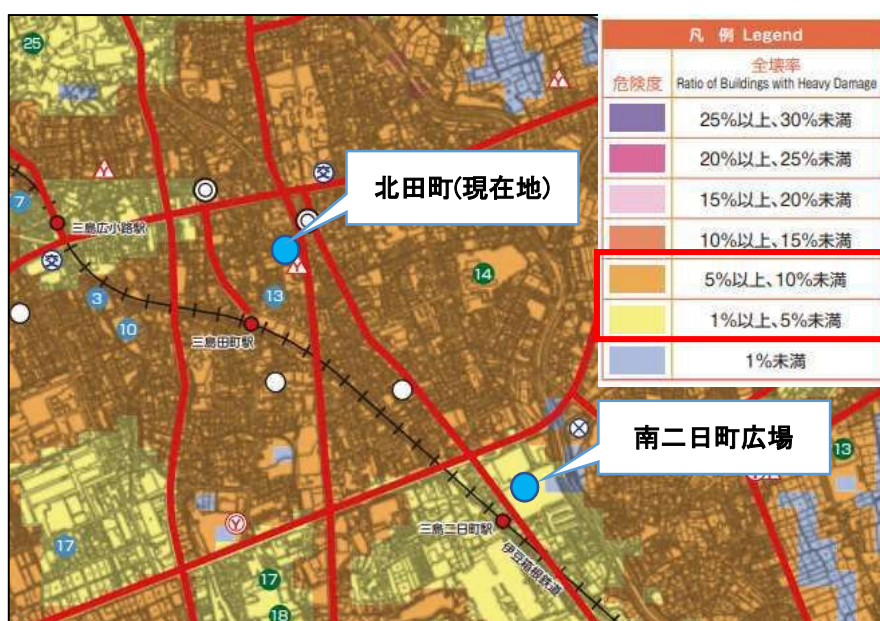 凡 例 Legend
危険度
全壊率
Ratio of Buildings with Heavy Damage
25%以上、30%未満
20%以上、25%未満
15%以上、20%未満
10%以上、15%未満
5%以上、10%未満
1%以上、5%未満
1%未満
25
交
北田町(現在地)
7
三島広小路駅
交
Y
Y
Y
14
13
3
10
三島田町駅
南二日町広場
13
Y
三島二日町駅
伊豆箱根鉄道
17
17
18